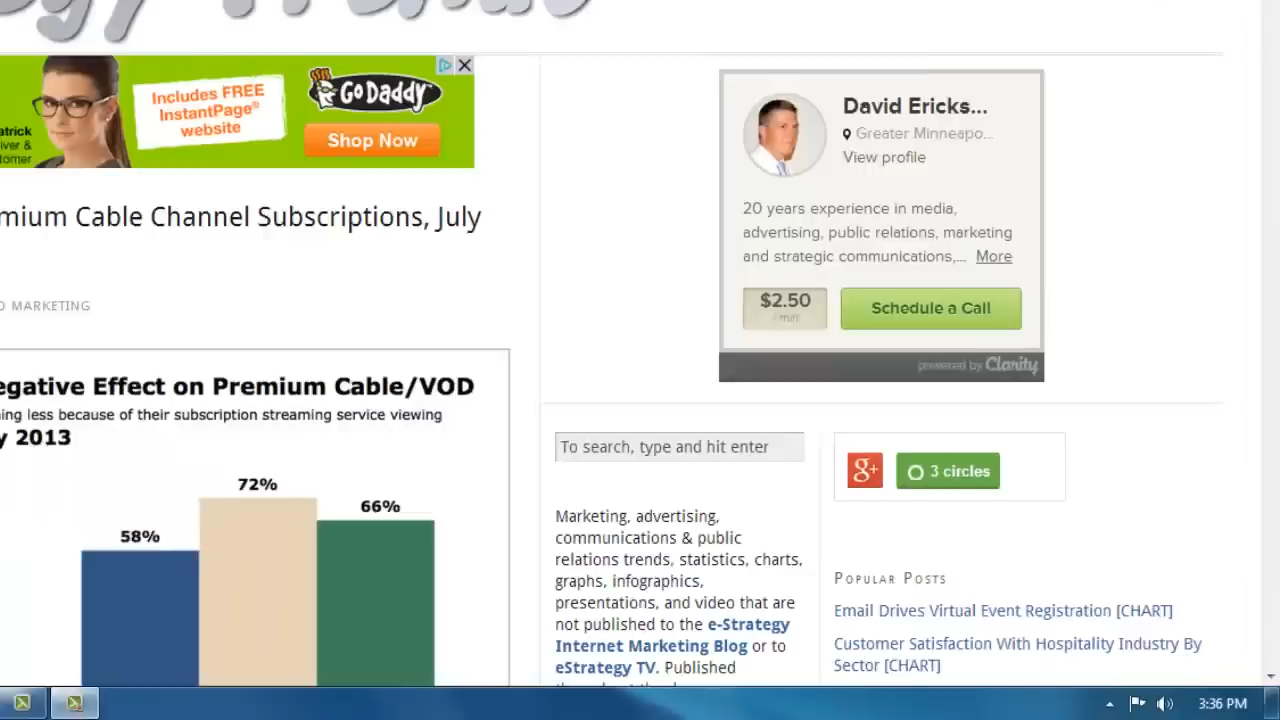 atrick
iver &
tomer
Includes FREE
InstantPage®
website
GoDaddy™
Shop Now
mium Cable Channel Subscriptions, July
O MARKETING
egative Effect on Premium Cable/VOD
ing less because of their subscription streaming service viewing
y 2013
58%
72%
66%
David Ericks...
Greater Minneapo...
View profile
20 years experience in media,
advertising, public relations, marketing
and strategic communications,... More
$2.50
/ min
Schedule a Call
powered by Clarity
To search, type and hit enter
g+
3 circles
Marketing, advertising,
communications & public
relations trends, statistics, charts,
graphs, infographics,
presentations, and video that are
not published to the e-Strategy
Internet Marketing Blog or to
eStrategy TV. Published
Popular Posts
Email Drives Virtual Event Registration [CHART]
Customer Satisfaction With Hospitality Industry By
Sector [CHART]
3:36 PM